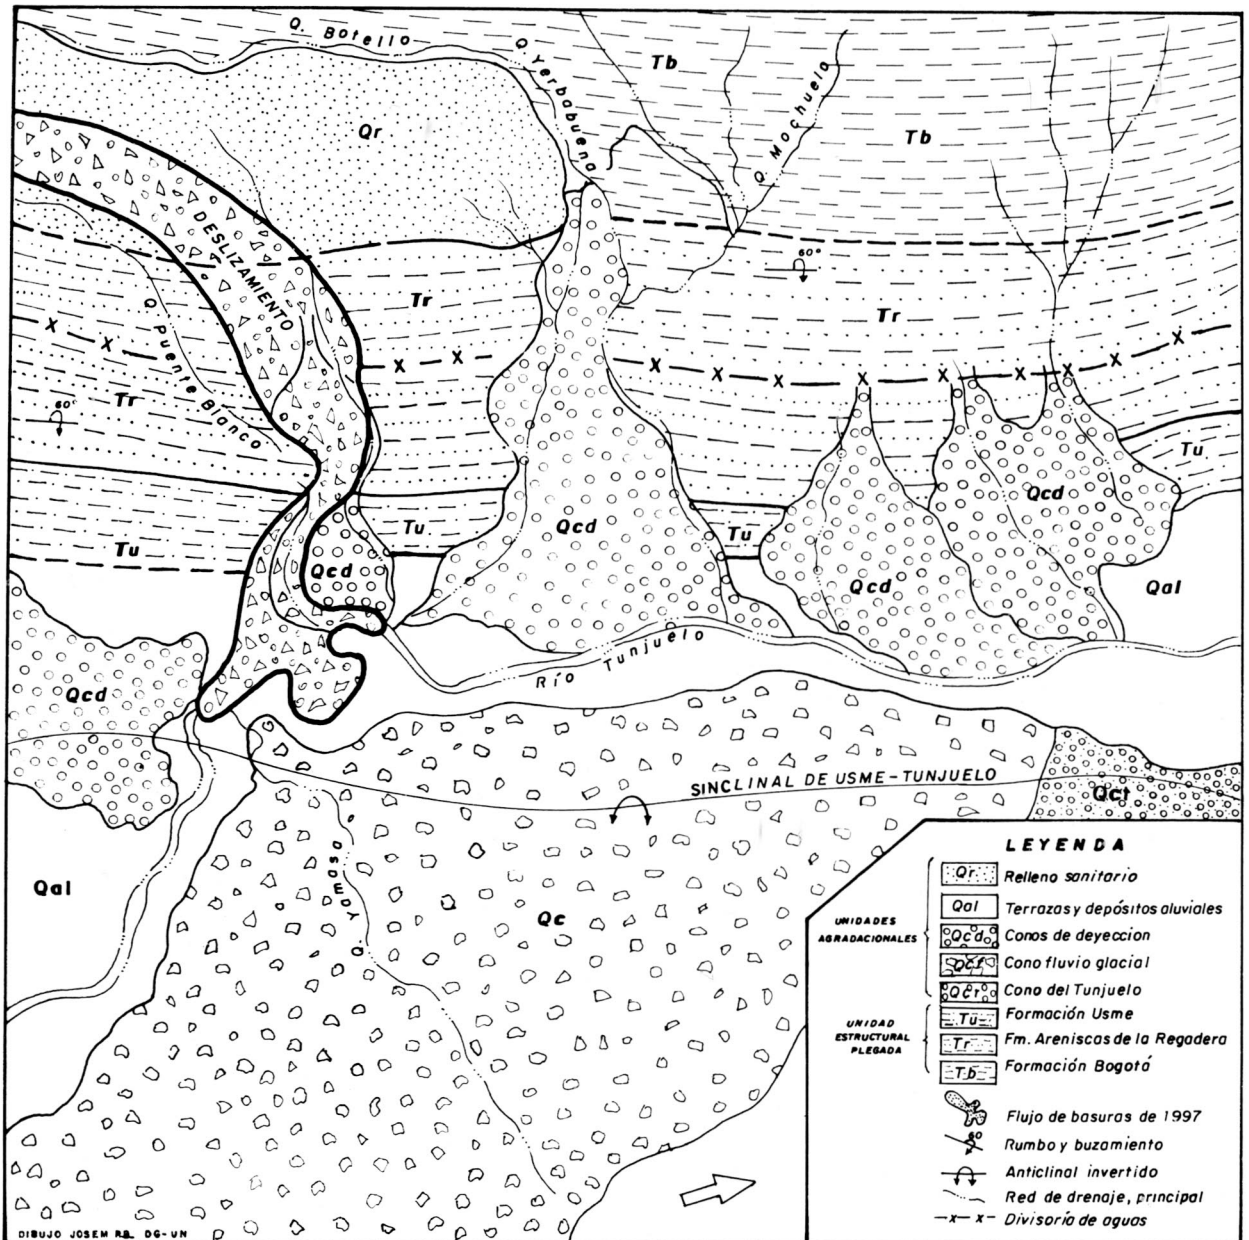 Q. Botello
Q. Yerbabuena
Tb
Q. Mochuelo
Tb
Qr
DESLIZAMIENTO
60°
Tr
Tr
Q. Puente Blanco
Tr
60°
Tu
Qcd
Tu
Qcd
Tu
Tu
Qcd
Qcd
Qal
Qcd
Río Tunjuelo
SINCLINAL DE USME-TUNJUELO
Qct
Qal
Q. Yomasa
Qc
LEYENDA
UNIDADES
AGRADACIONALES
Qr Relleno sanitario
Qal Terrazas y depósitos aluviales
Qcd Conos de deyeccion
Qcf Cono fluvio glacial
Cono del Tunjuelo
UNIDAD
ESTRUCTURAL
PLEGADA
Tu Formación Usme
Tr Fm. Areniscas de la Regadera
Tb Formación Bogotá
Flujo de basuras de 1997
60 Rumbo y buzamiento
Anticlinal invertido
Red de drenaje, principal
-x-x- Divisoría de aguas
DIBUJO JOSEM RB DG-UN